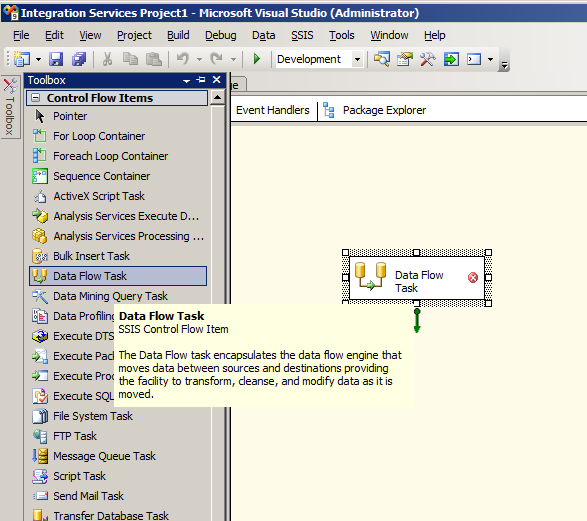 Integration Services Project1 - Microsoft Visual Studio (Administrator)
File Edit View Project Build Debug Data SSIS Tools Window Help
Development
Toolbox
Toolbox
Control Flow Items
Event Handlers Package Explorer
Pointer
For Loop Container
Foreach Loop Container
Sequence Container
ActiveX Script Task
Analysis Services Execute D...
Analysis Services Processing ...
Bulk Insert Task
Data Flow Task
Data Mining Query Task
Data Profiling
Execute DTS
Execute Pac
Execute Proc
Execute SQL
File System Task
FTP Task
Message Queue Task
Script Task
Send Mail Task
Transfer Database Task
Data Flow Task
SSIS Control Flow Item
The Data Flow task encapsulates the data flow engine that
moves data between sources and destinations providing
the facility to transform, cleanse, and modify data as it is
moved.
Data Flow
Task